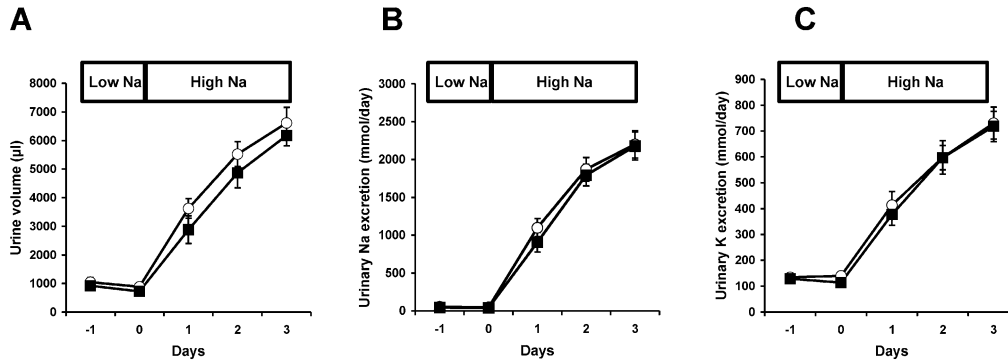 A
Low Na
High Na
8000
7000
6000
5000
4000
3000
2000
1000
0
Urine volume (µl)
-1
0
1
2
3
Days
B
Low Na
High Na
3000
2500
2000
1500
1000
500
0
Urinary Na excretion (mmol/day)
-1
0
1
2
3
Days
C
Low Na
High Na
900
800
700
600
500
400
300
200
100
0
Urinary K excretion (mmol/day)
-1
0
1
2
3
Days